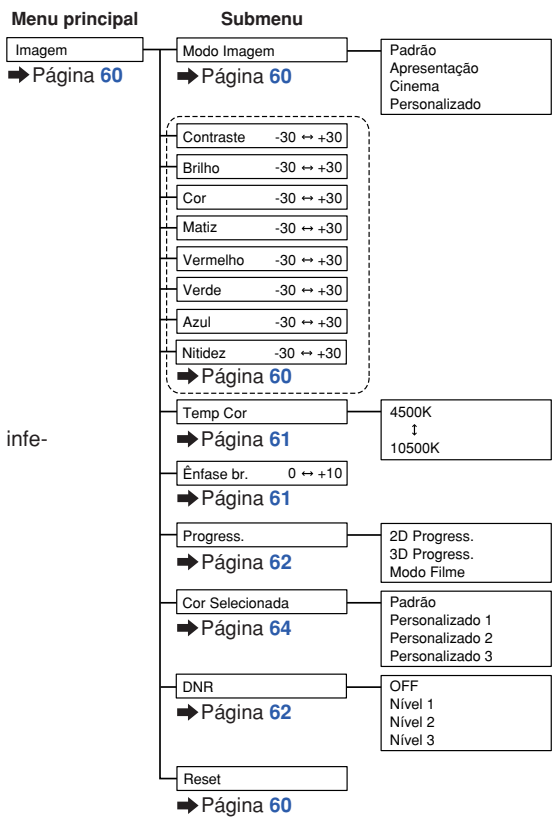 Menu principal
Submenu
Imagem
➡Página 60
Modo Imagem
➡Página 60
Padrão
Apresentação
Cinema
Personalizado
Contraste -30 ↔ +30
Brilho -30 ↔ +30
Cor -30 ↔ +30
Matiz -30 ↔ +30
Vermelho -30 ↔ +30
Verde -30 ↔ +30
Azul -30 ↔ +30
Nitidez -30 ↔ +30
➡Página 60
infe-
Temp Cor
➡Página 61
4500K
↕
10500K
Ênfase br. 0 ↔ +10
➡Página 61
Progress.
➡Página 62
2D Progress.
3D Progress.
Modo Filme
Cor Selecionada
➡Página 64
Padrão
Personalizado 1
Personalizado 2
Personalizado 3
DNR
➡Página 62
OFF
Nível 1
Nível 2
Nível 3
Reset
➡Página 60